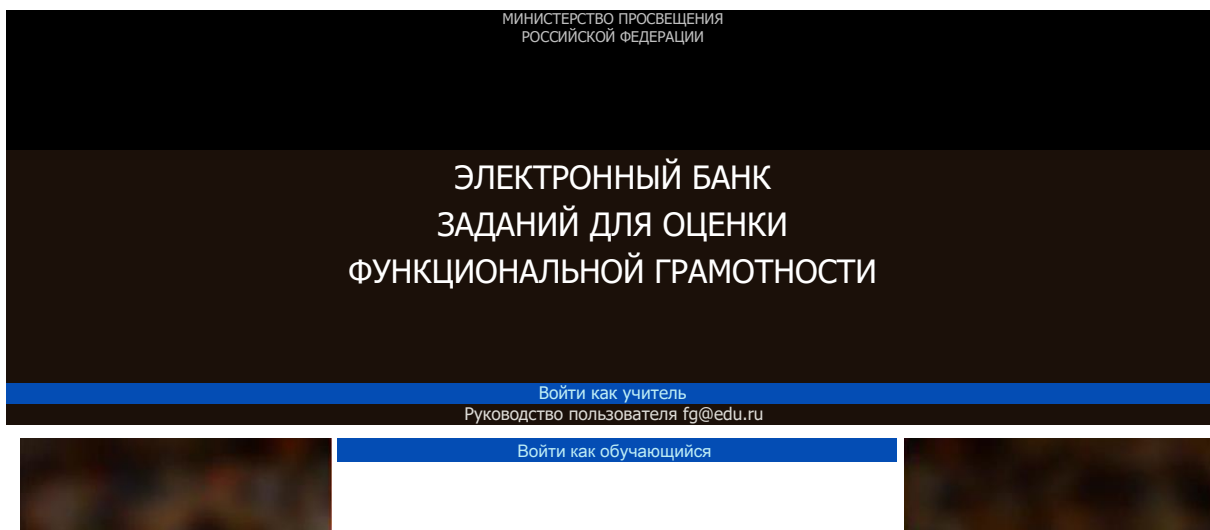 МИНИСТЕРСТВО ПРОСВЕЩЕНИЯ
РОССИЙСКОЙ ФЕДЕРАЦИИ
ЭЛЕКТРОННЫЙ БАНК
ЗАДАНИЙ ДЛЯ ОЦЕНКИ
ФУНКЦИОНАЛЬНОЙ ГРАМОТНОСТИ
Войти как учитель
Руководство пользователя fg@edu.ru
Войти как обучающийся